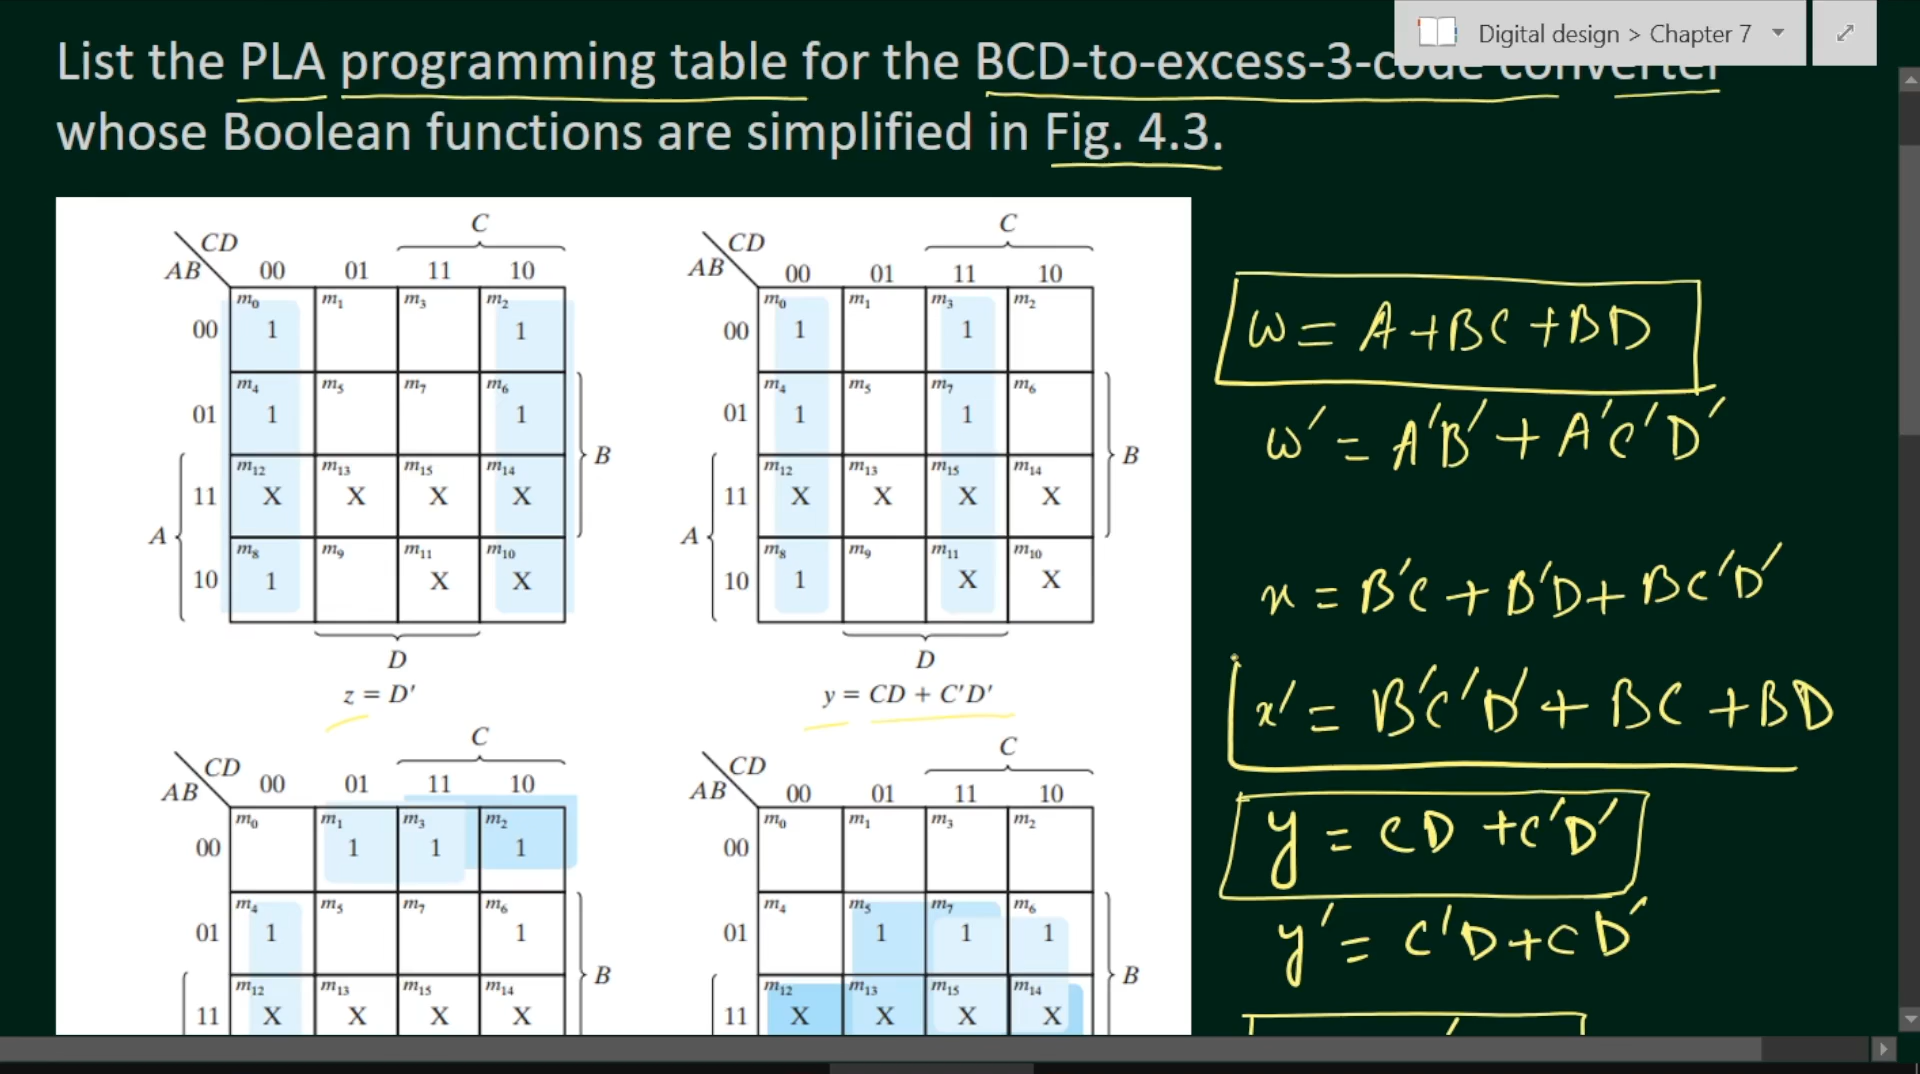 Digital design > Chapter 7
List the PLA programming table for the BCD-to-excess-3-code converter
whose Boolean functions are simplified in Fig. 4.3.
C
CD
AB 00 01 11 10
m0 m1 m3 m2
00 1 1
m4 m5 m7 m6
01 1 1
B
m12 m13 m15 m14
11 X X X X
A
m8 m9 m11 m10
10 1 X X
D
z = D'
C
CD
AB 00 01 11 10
m0 m1 m3 m2
00 1 1
m4 m5 m7 m6
01 1 1
B
m12 m13 m15 m14
11 X X X X
A
m8 m9 m11 m10
10 1 X X
D
y = CD + C'D'
C
CD
AB 00 01 11 10
m0 m1 m3 m2
00 1 1 1
m4 m5 m7 m6
01 1 1
B
m12 m13 m15 m14
11 X X X X
C
CD
AB 00 01 11 10
m0 m1 m3 m2
00
m4 m5 m7 m6
01 1 1 1
B
m12 m13 m15 m14
11 X X X X
w = A + BC + BD
w' = A'B' + A'C'D'
x = B'C + B'D + BC'D'
x' = B'C'D' + BC + BD
y = CD + C'D'
y' = C'D + CD'